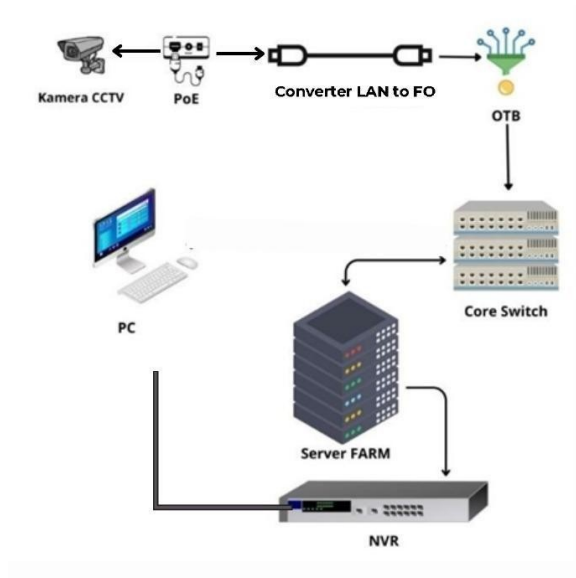 Kamera CCTV
PoE
Converter LAN to FO
OTB
Core Switch
PC
Server FARM
NVR